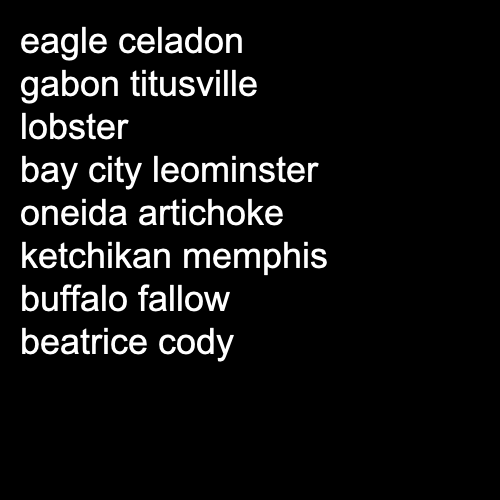 eagle celadon
gabon titusville
lobster
bay city leominster
oneida artichoke
ketchikan memphis
buffalo fallow
beatrice cody